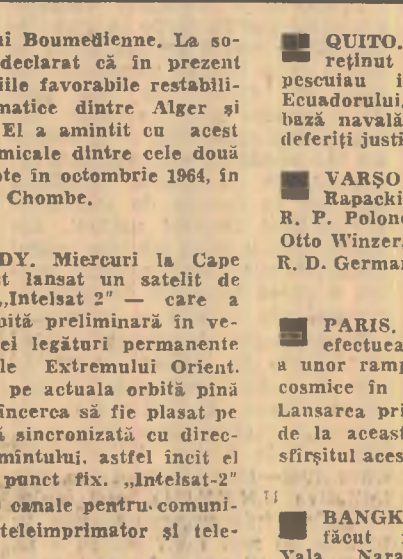 i Boumedienne. La so-
declarat că în prezent
iile favorabile restabili-
matice dintre Alger și
El a amintit cu acest
micale dintre cele două
te în octombrie 1964, în
Chombe.
DY. Miercuri la Cape
t lansat un satelit de
„Intelsat 2" — care a
bită preliminară în ve-
ei legături permanente
le Extremului Orient.
pe actuala orbită pînă
încerca să fie plasat pe
ă sincronizată cu direc-
mîntului, astfel încît el
punct fix. „Intelsat-2"
canale pentru comuni-
teleimprimator și tele-
QUITO.
reținut
pescuiau i
Ecuadorului,
bază navală
deferiți justi
VARȘO
Rapacki
R. P. Polone
Otto Winzer,
R. D. German
PARIS.
efectuea
a unor ramp
cosmice în
Lansarea pri
de la aceast
sfîrșitul aces
BANGK
făcut
Yala, Nara